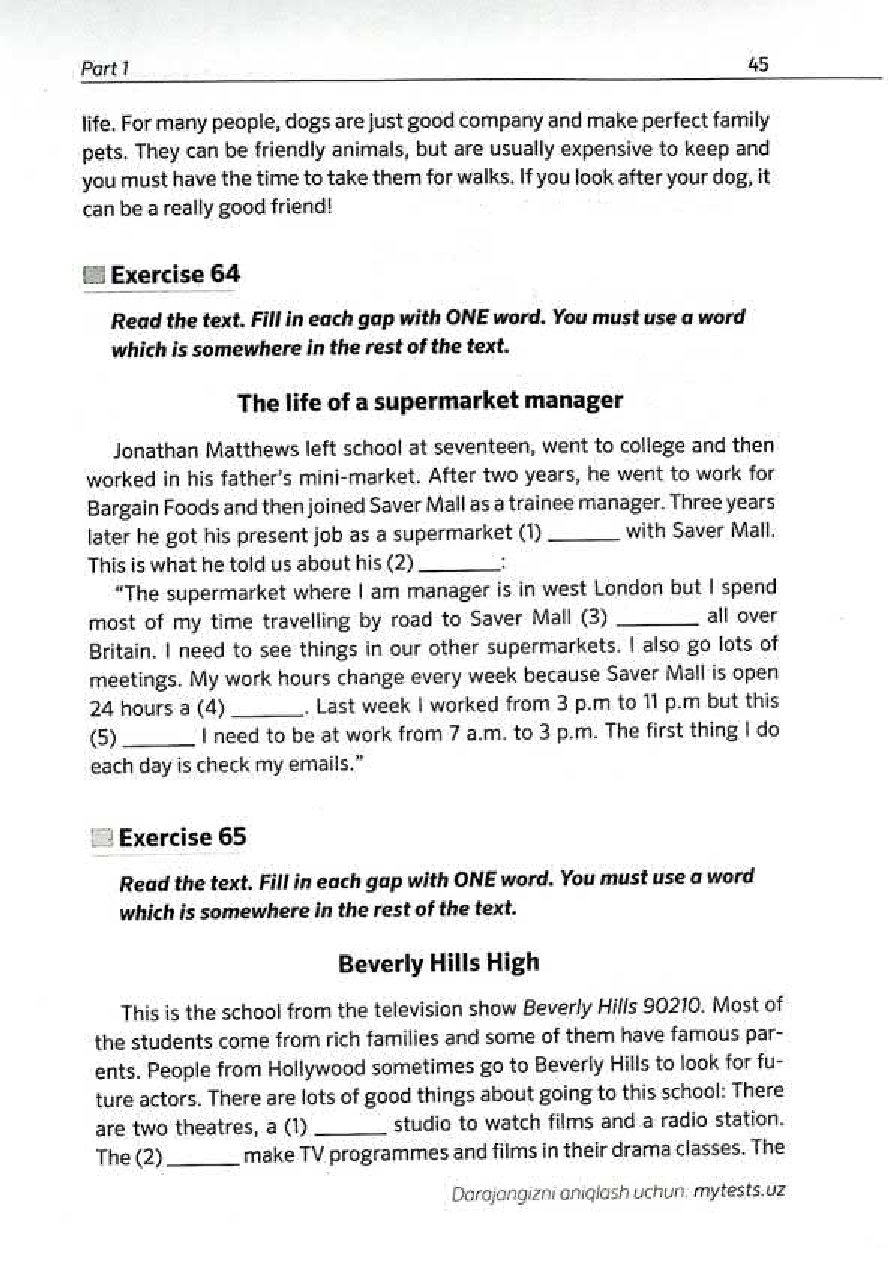 Part 1 45
life. For many people, dogs are just good company and make perfect family
pets. They can be friendly animals, but are usually expensive to keep and
you must have the time to take them for walks. If you look after your dog, it
can be a really good friend!
Exercise 64
Read the text. Fill in each gap with ONE word. You must use a word
which is somewhere in the rest of the text.
The life of a supermarket manager
Jonathan Matthews left school at seventeen, went to college and then
worked in his father's mini-market. After two years, he went to work for
Bargain Foods and then joined Saver Mall as a trainee manager. Three years
later he got his present job as a supermarket (1) ______ with Saver Mall.
This is what he told us about his (2) _______:
"The supermarket where I am manager is in west London but I spend
most of my time travelling by road to Saver Mall (3) _______ all over
Britain. I need to see things in our other supermarkets. I also go lots of
meetings. My work hours change every week because Saver Mall is open
24 hours a (4) ______. Last week I worked from 3 p.m to 11 p.m but this
(5) ______ I need to be at work from 7 a.m. to 3 p.m. The first thing I do
each day is check my emails."
Exercise 65
Read the text. Fill in each gap with ONE word. You must use a word
which is somewhere in the rest of the text.
Beverly Hills High
This is the school from the television show Beverly Hills 90210. Most of
the students come from rich families and some of them have famous par-
ents. People from Hollywood sometimes go to Beverly Hills to look for fu-
ture actors. There are lots of good things about going to this school: There
are two theatres, a (1) ______ studio to watch films and a radio station.
The (2) ______ make TV programmes and films in their drama classes. The
Darajangizni aniqlash uchun: mytests.uz